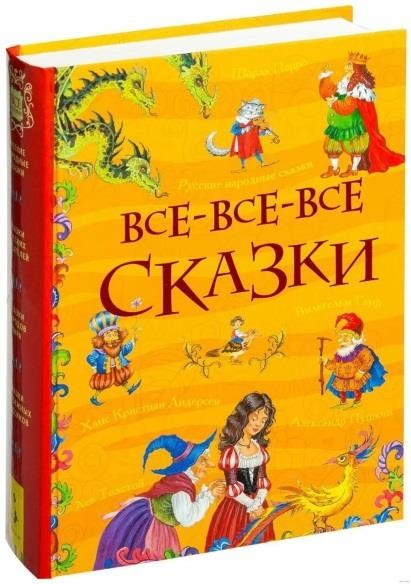 Шарль Перро
Русские народные сказки
ВСЕ-ВСЕ-ВСЕ
СКАЗКИ
Вильгельм Гауф
Ханс Кристиан Андерсен
Александр Пушкин
Лев Толстой